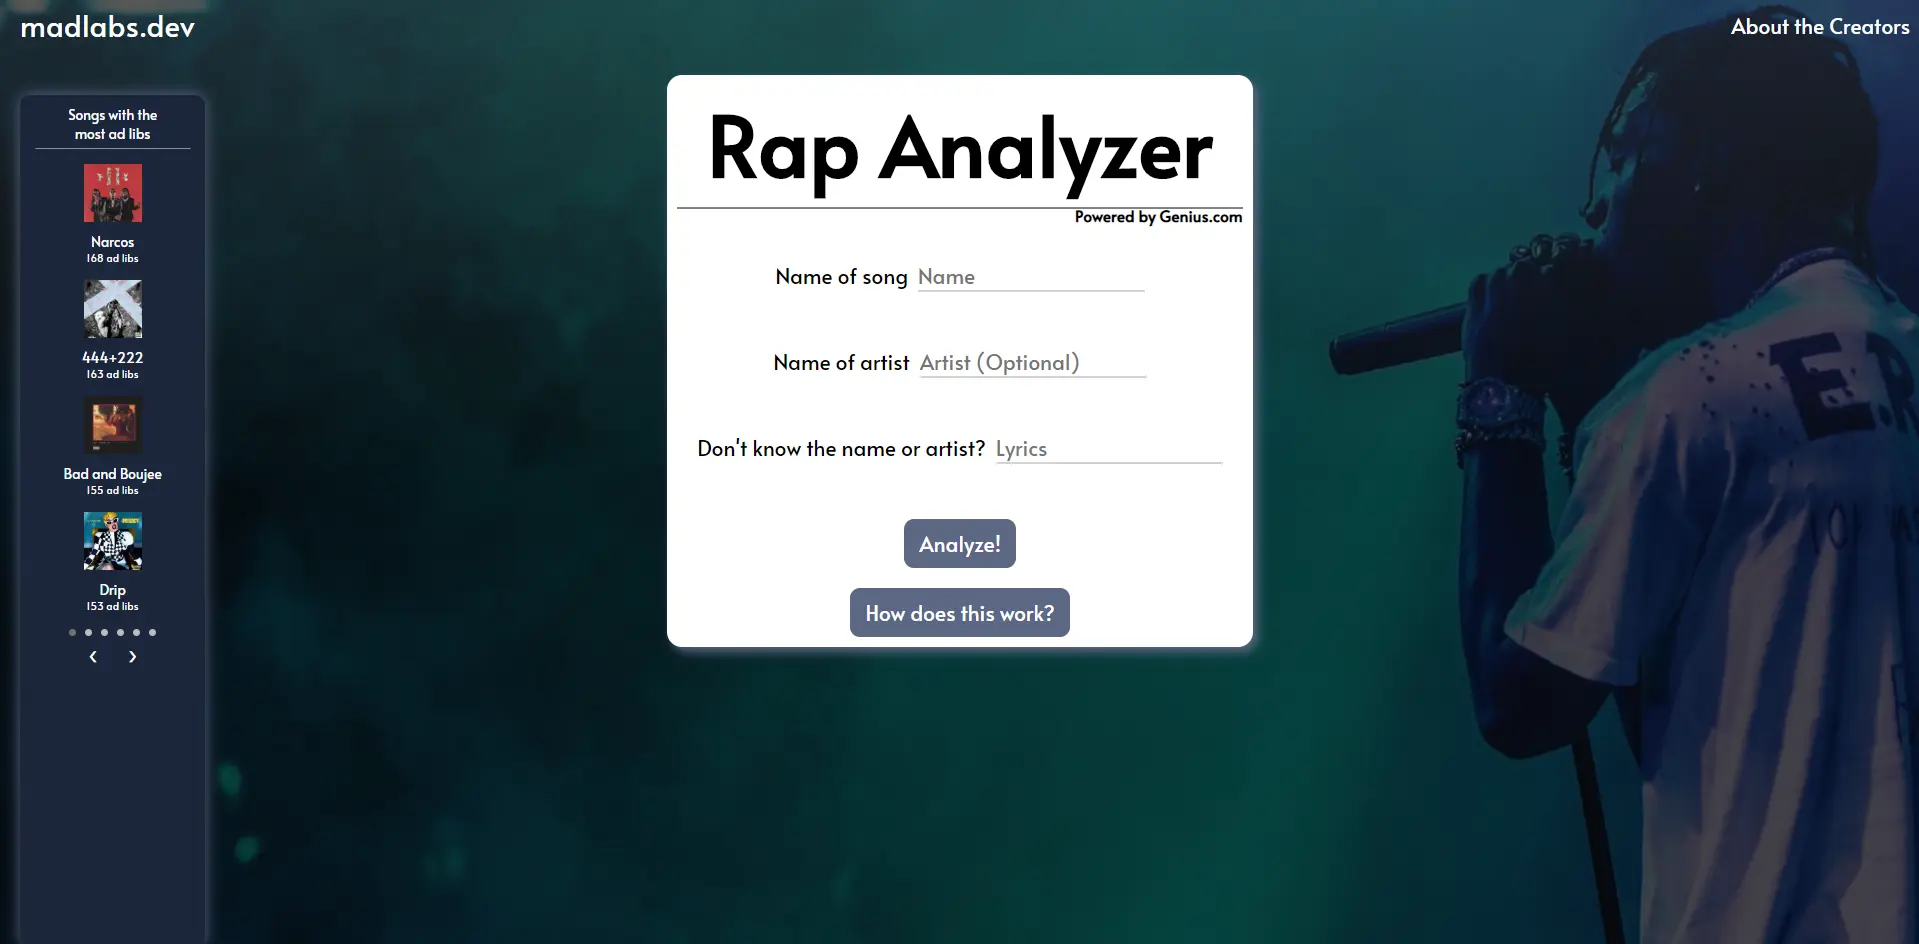 madlabs.dev
About the Creators
Songs with the
most ad libs
Narcos
168 ad libs
444+222
163 ad libs
Bad and Boujee
155 ad libs
Drip
153 ad libs
Rap Analyzer
Powered by Genius.com
Name of song Name
Name of artist Artist (Optional)
Don't know the name or artist? Lyrics
Analyze!
How does this work?